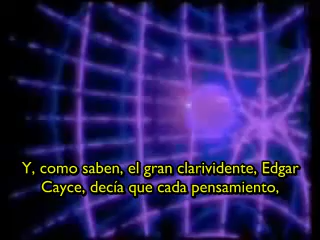 Y, como saben, el gran clarividente, Edgar
Cayce, decía que cada pensamiento,